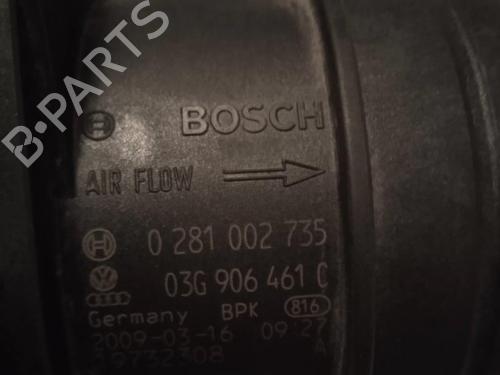 B-PARTS
BOSCH
AIR FLOW
0 281 002 735
03G 906 461 C
Germany BPK 816
2009-03-16 09:27
A